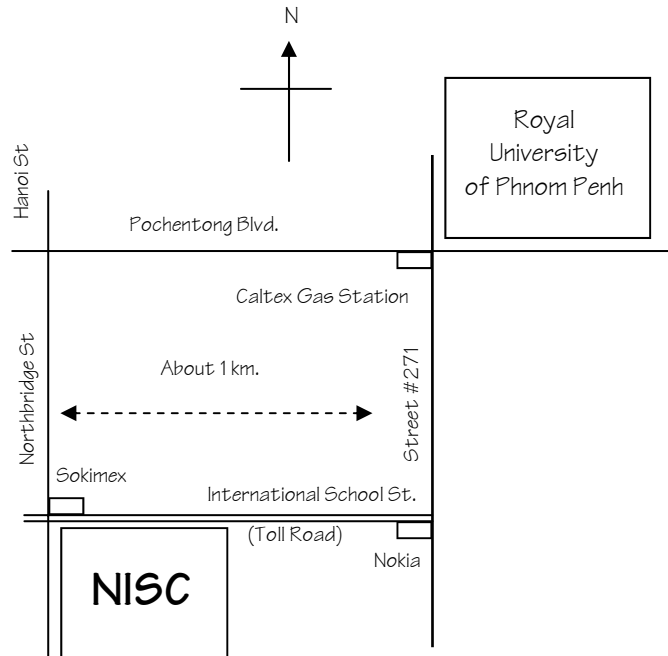 N
Royal
University
of Phnom Penh
Hanoi St
Pochentong Blvd.
Caltex Gas Station
Northbridge St
About 1 km.
Street #271
Sokimex
International School St.
(Toll Road)
Nokia
NISC